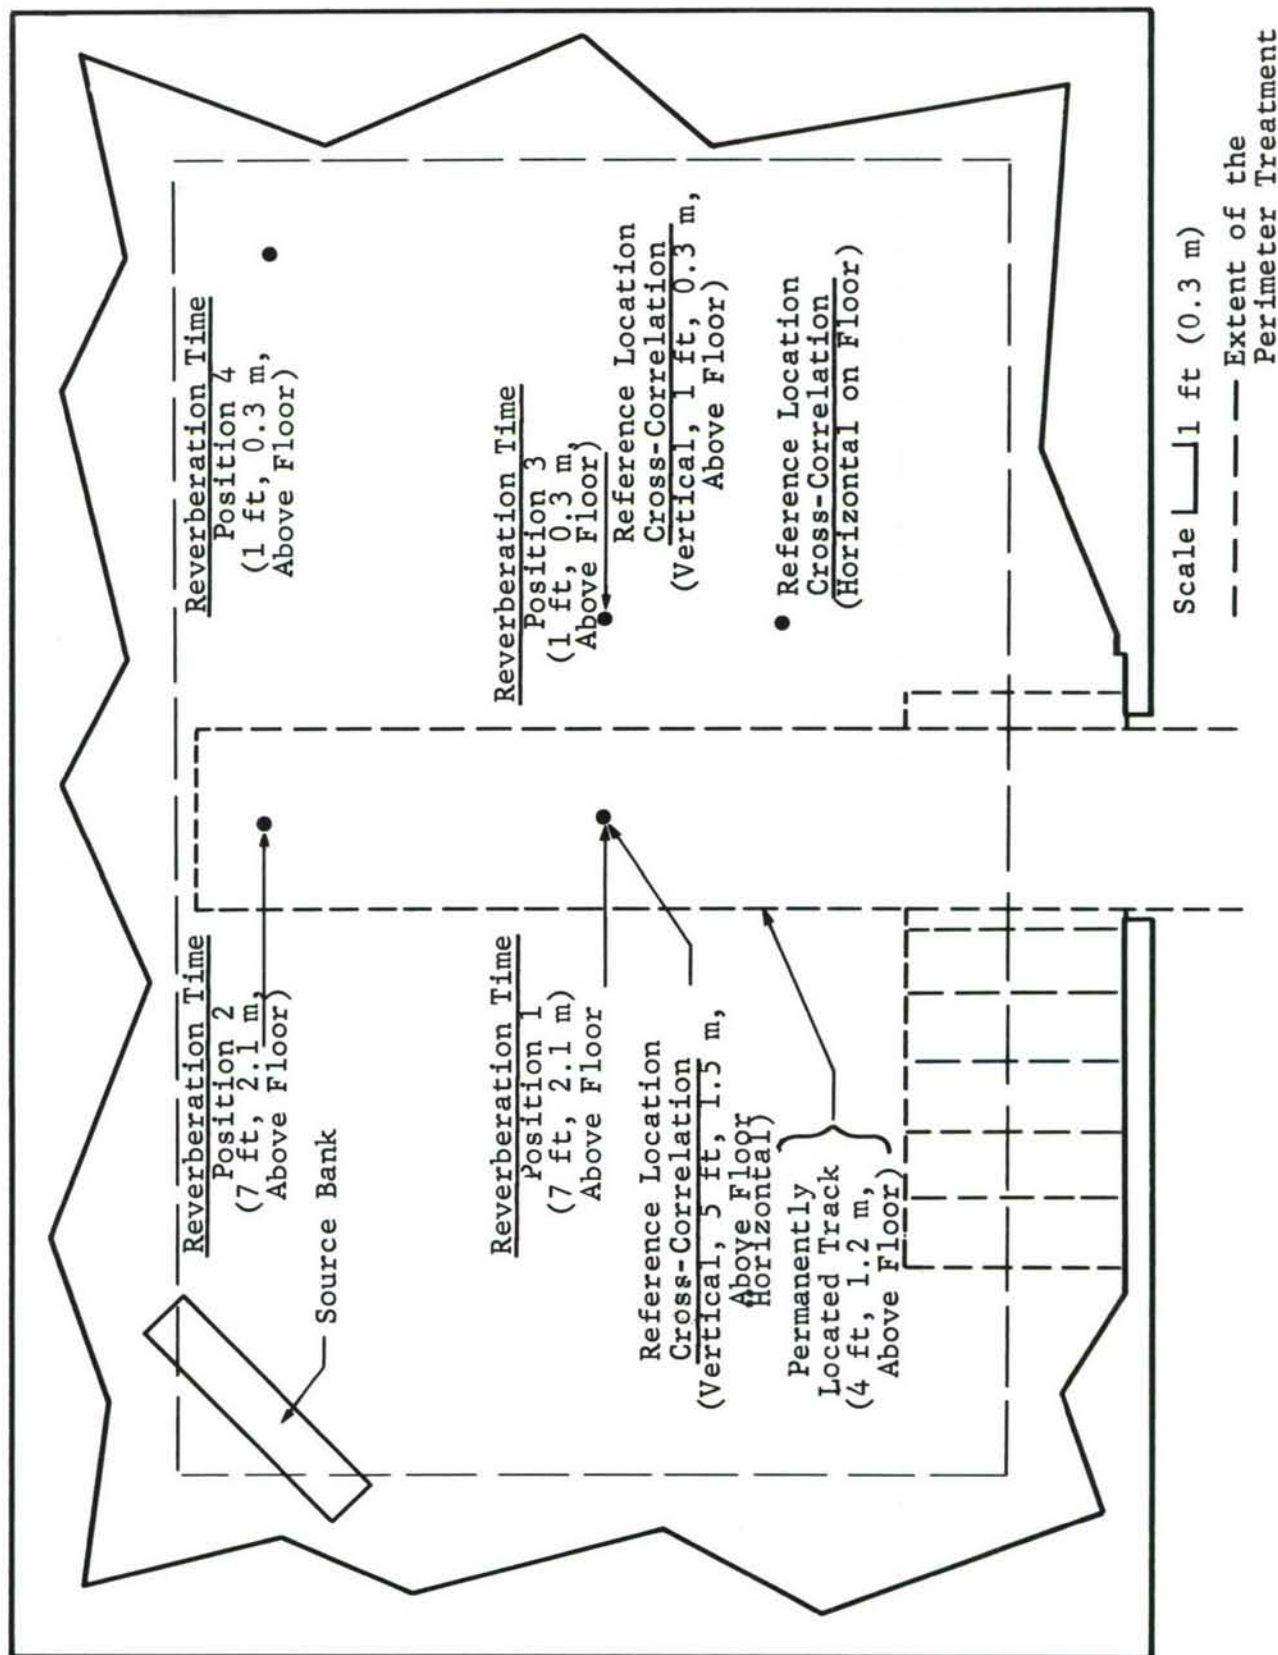 Reverberation Time
Position 2
(7 ft, 2.1 m,
Above Floor)
Source Bank
Reverberation Time
Position 4
(1 ft, 0.3 m,
Above Floor)
Reverberation Time
Position 1
(7 ft, 2.1 m)
Above Floor
Reverberation Time
Position 3
(1 ft, 0.3 m,
Above Floor)
Reference Location
Cross-Correlation
(Vertical, 5 ft, 1.5 m,
Above Floor
Horizontal)
Reference Location
Cross-Correlation
(Vertical, 1 ft, 0.3 m,
Above Floor)
Permanently
Located Track
(4 ft, 1.2 m,
Above Floor)
Reference Location
Cross-Correlation
(Horizontal on Floor)
Scale 1 ft (0.3 m)
Extent of the
Perimeter Treatment